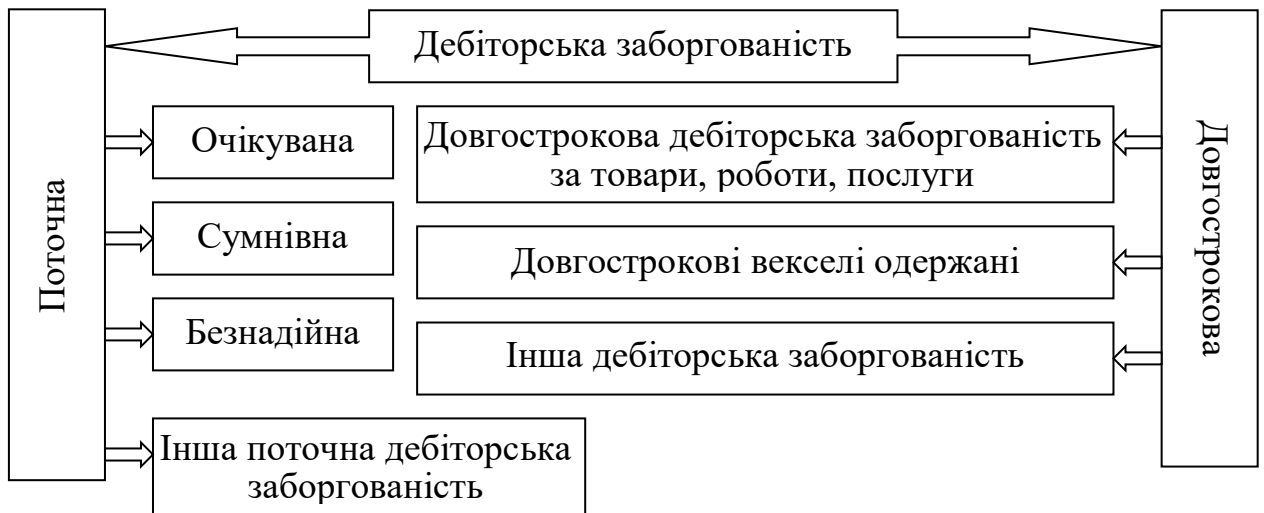 Дебіторська заборгованість
Поточна
Очікувана
Сумнівна
Безнадійна
Інша поточна дебіторська
заборгованість
Довгострокова дебіторська заборгованість
за товари, роботи, послуги
Довгострокові векселі одержані
Інша дебіторська заборгованість
Довгострокова